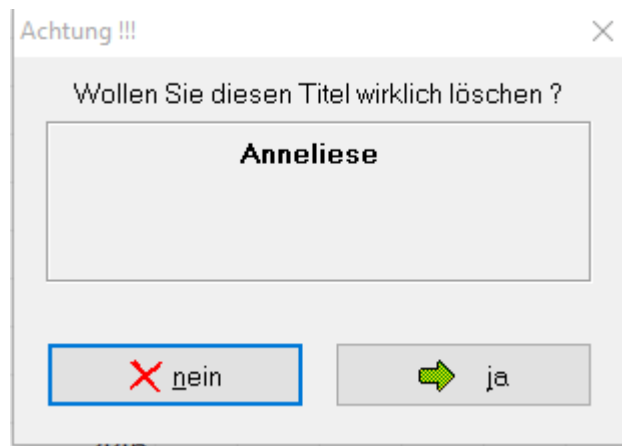 Achtung !!!
Wollen Sie diesen Titel wirklich löschen ?
Anneliese
nein
ja